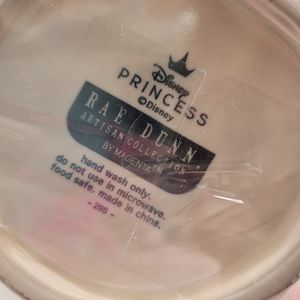 Disney
PRINCESS
©Disney
RAE DUNN
ARTISAN COLLECTION
BY MAGENTA
hand wash only.
do not use in microwave.
food safe. made in china.
- 295 -